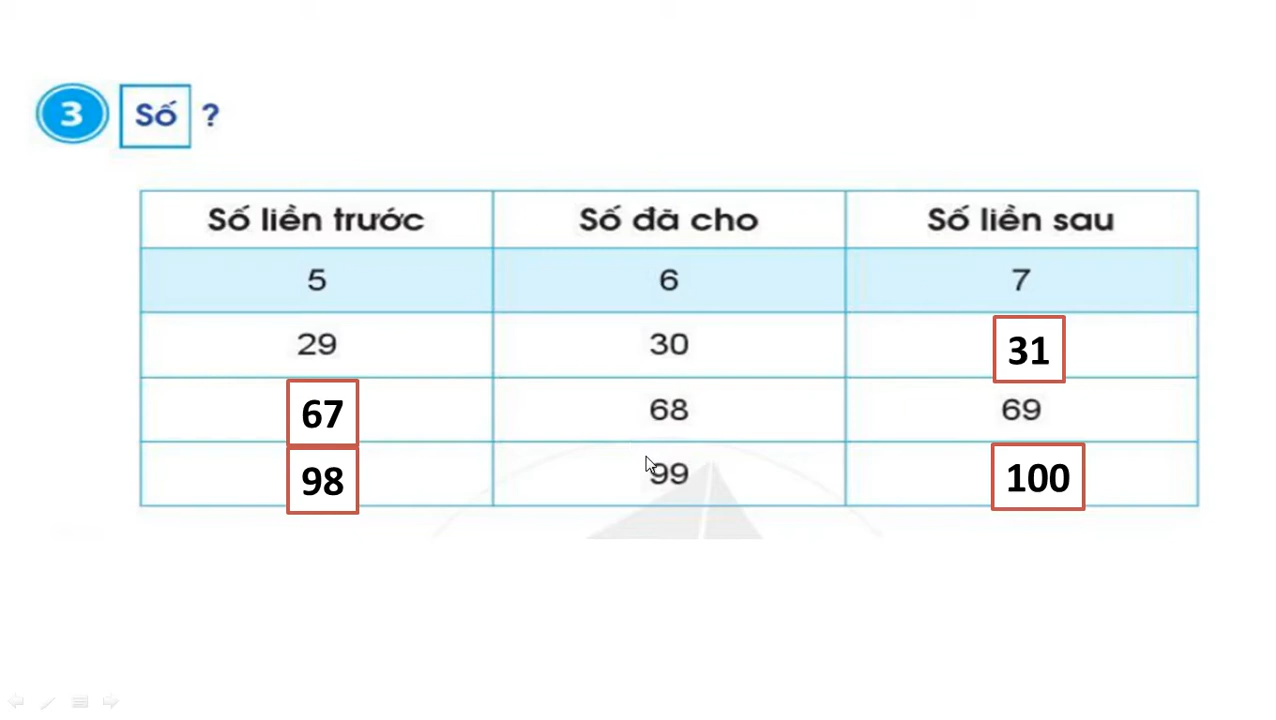 3 Số ?
Số liền trước Số đã cho Số liền sau
5 6 7
29 30 31
67 68 69
98 99 100